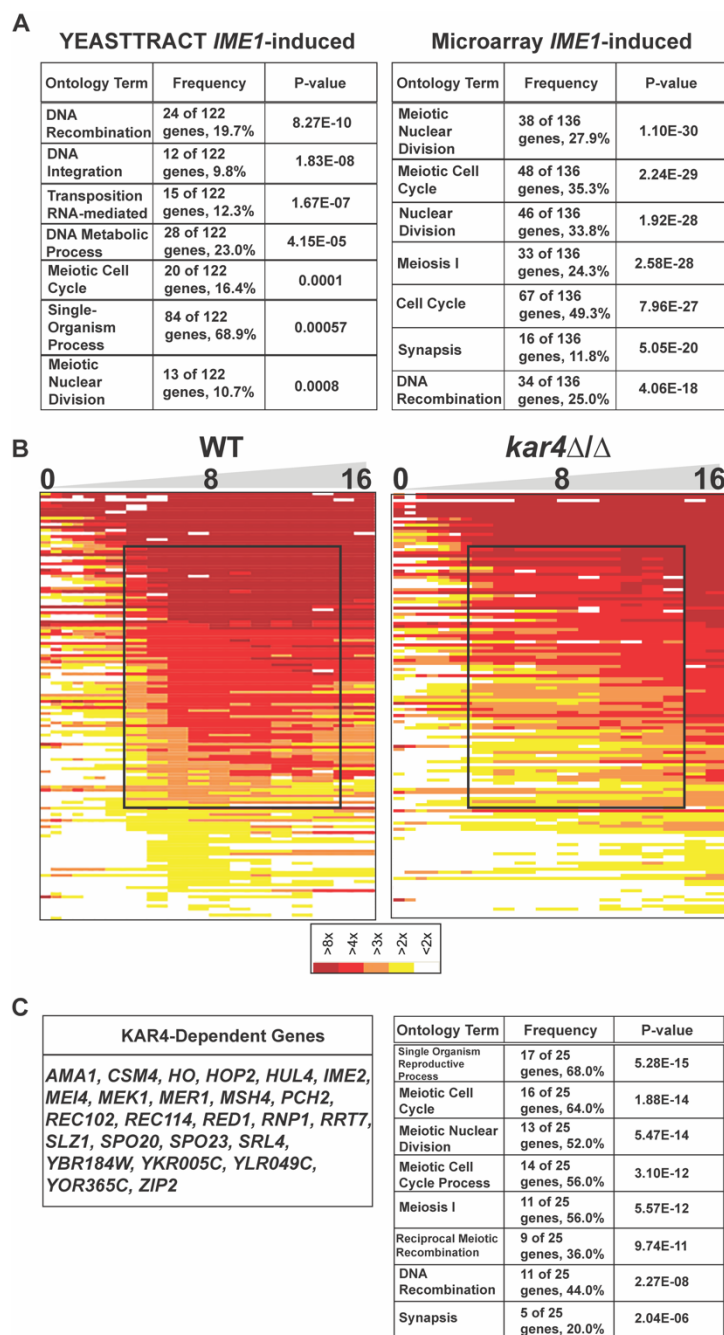 A
YEASTTRACT IME1-induced
Ontology Term Frequency P-value
DNA Recombination 24 of 122 genes, 19.7% 8.27E-10
DNA Integration 12 of 122 genes, 9.8% 1.83E-08
Transposition RNA-mediated 15 of 122 genes, 12.3% 1.67E-07
DNA Metabolic Process 28 of 122 genes, 23.0% 4.15E-05
Meiotic Cell Cycle 20 of 122 genes, 16.4% 0.0001
Single-Organism Process 84 of 122 genes, 68.9% 0.00057
Meiotic Nuclear Division 13 of 122 genes, 10.7% 0.0008
Microarray IME1-induced
Ontology Term Frequency P-value
Meiotic Nuclear Division 38 of 136 genes, 27.9% 1.10E-30
Meiotic Cell Cycle 48 of 136 genes, 35.3% 2.24E-29
Nuclear Division 46 of 136 genes, 33.8% 1.92E-28
Meiosis I 33 of 136 genes, 24.3% 2.58E-28
Cell Cycle 67 of 136 genes, 49.3% 7.96E-27
Synapsis 16 of 136 genes, 11.8% 5.05E-20
DNA Recombination 34 of 136 genes, 25.0% 4.06E-18
B
WT
0 8 16
kar4Δ/Δ
0 8 16
>8x >4x >3x >2x <2x
C
KAR4-Dependent Genes
AMA1, CSM4, HO, HOP2, HUL4, IME2,
MEI4, MEK1, MER1, MSH4, PCH2,
REC102, REC114, RED1, RNP1, RRT7,
SLZ1, SPO20, SPO23, SRL4,
YBR184W, YKR005C, YLR049C,
YOR365C, ZIP2
Ontology Term Frequency P-value
Single Organism Reproductive Process 17 of 25 genes, 68.0% 5.28E-15
Meiotic Cell Cycle 16 of 25 genes, 64.0% 1.88E-14
Meiotic Nuclear Division 13 of 25 genes, 52.0% 5.47E-14
Meiotic Cell Cycle Process 14 of 25 genes, 56.0% 3.10E-12
Meiosis I 11 of 25 genes, 56.0% 5.57E-12
Reciprocal Meiotic Recombination 9 of 25 genes, 36.0% 9.74E-11
DNA Recombination 11 of 25 genes, 44.0% 2.27E-08
Synapsis 5 of 25 genes, 20.0% 2.04E-06